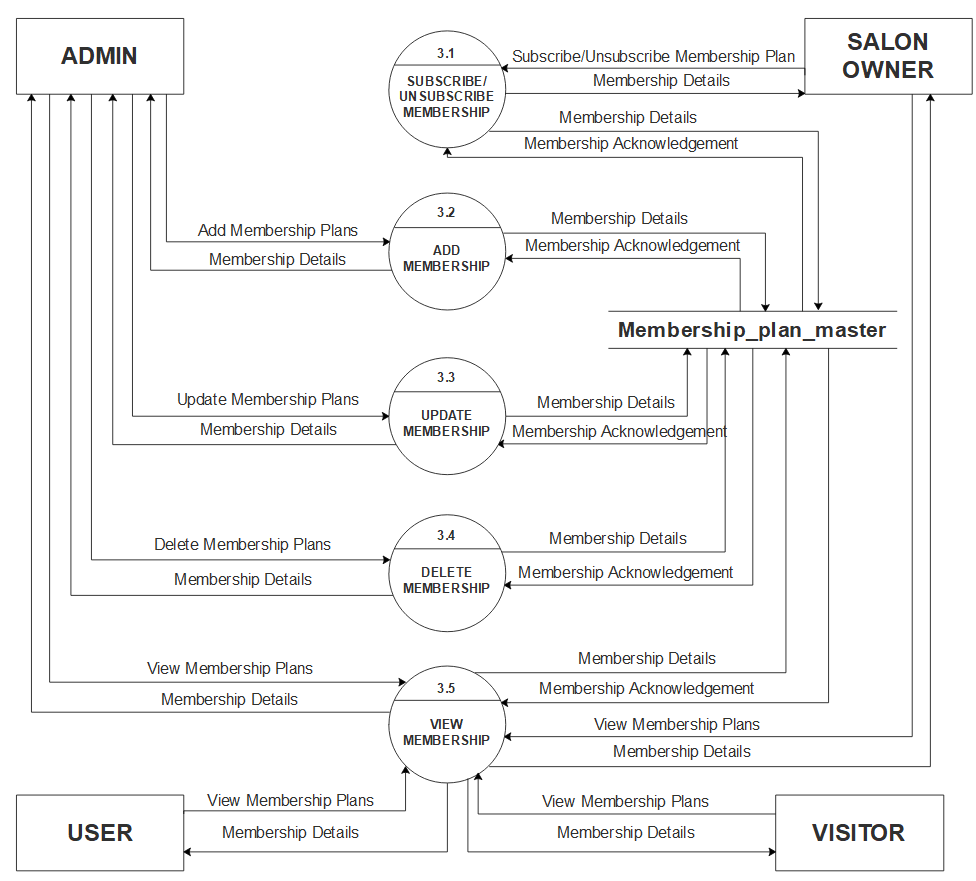 ADMIN
3.1
SUBSCRIBE/
UNSUBSCRIBE
MEMBERSHIP
Subscribe/Unsubscribe Membership Plan
Membership Details
SALON
OWNER
Membership Details
Membership Acknowledgement
3.2
ADD
MEMBERSHIP
Add Membership Plans
Membership Details
Membership Details
Membership Acknowledgement
Membership_plan_master
3.3
UPDATE
MEMBERSHIP
Update Membership Plans
Membership Details
Membership Details
Membership Acknowledgement
3.4
DELETE
MEMBERSHIP
Delete Membership Plans
Membership Details
Membership Details
Membership Acknowledgement
3.5
VIEW
MEMBERSHIP
View Membership Plans
Membership Details
Membership Details
Membership Acknowledgement
View Membership Plans
Membership Details
USER
View Membership Plans
Membership Details
View Membership Plans
Membership Details
VISITOR